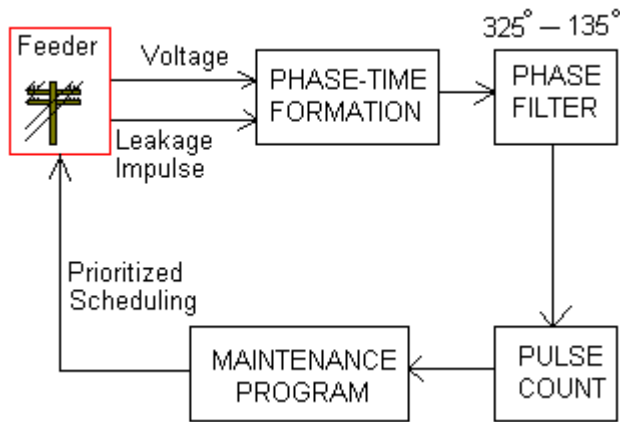 325° – 135°
Feeder
Voltage
Leakage
Impulse
PHASE-TIME
FORMATION
PHASE
FILTER
Prioritized
Scheduling
MAINTENANCE
PROGRAM
PULSE
COUNT